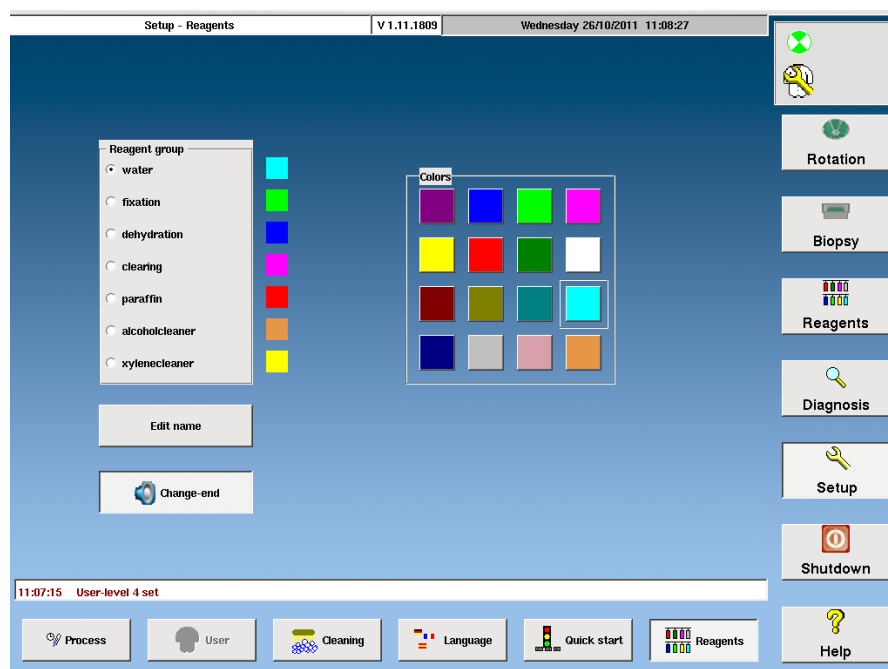 Setup - Reagents
V 1.11.1809
Wednesday 26/10/2011 11:08:27
Reagent group
water
fixation
dehydration
clearing
paraffin
alcoholcleaner
xylenecleaner
Colors
Edit name
Change-end
Rotation
Biopsy
Reagents
Diagnosis
Setup
Shutdown
Help
11:07:15 User-level 4 set
Process
User
Cleaning
Language
Quick start
Reagents